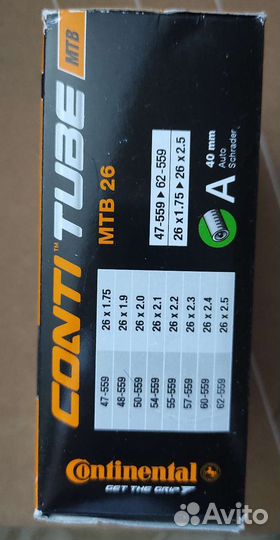 CONTI™ TUBE MTB
MTB 26
47-559 ▸ 62-559
26 x 1.75 ▸ 26 x 2.5
A
40 mm
Auto
Schrader
47-559 26 x 1.75
48-559 26 x 1.9
50-559 26 x 2.0
54-559 26 x 2.1
55-559 26 x 2.2
57-559 26 x 2.3
60-559 26 x 2.4
62-559 26 x 2.5
Continental
GET THE GRIP
Avito